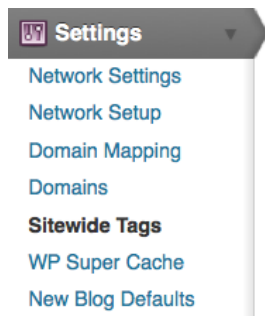 Settings
Network Settings
Network Setup
Domain Mapping
Domains
Sitewide Tags
WP Super Cache
New Blog Defaults